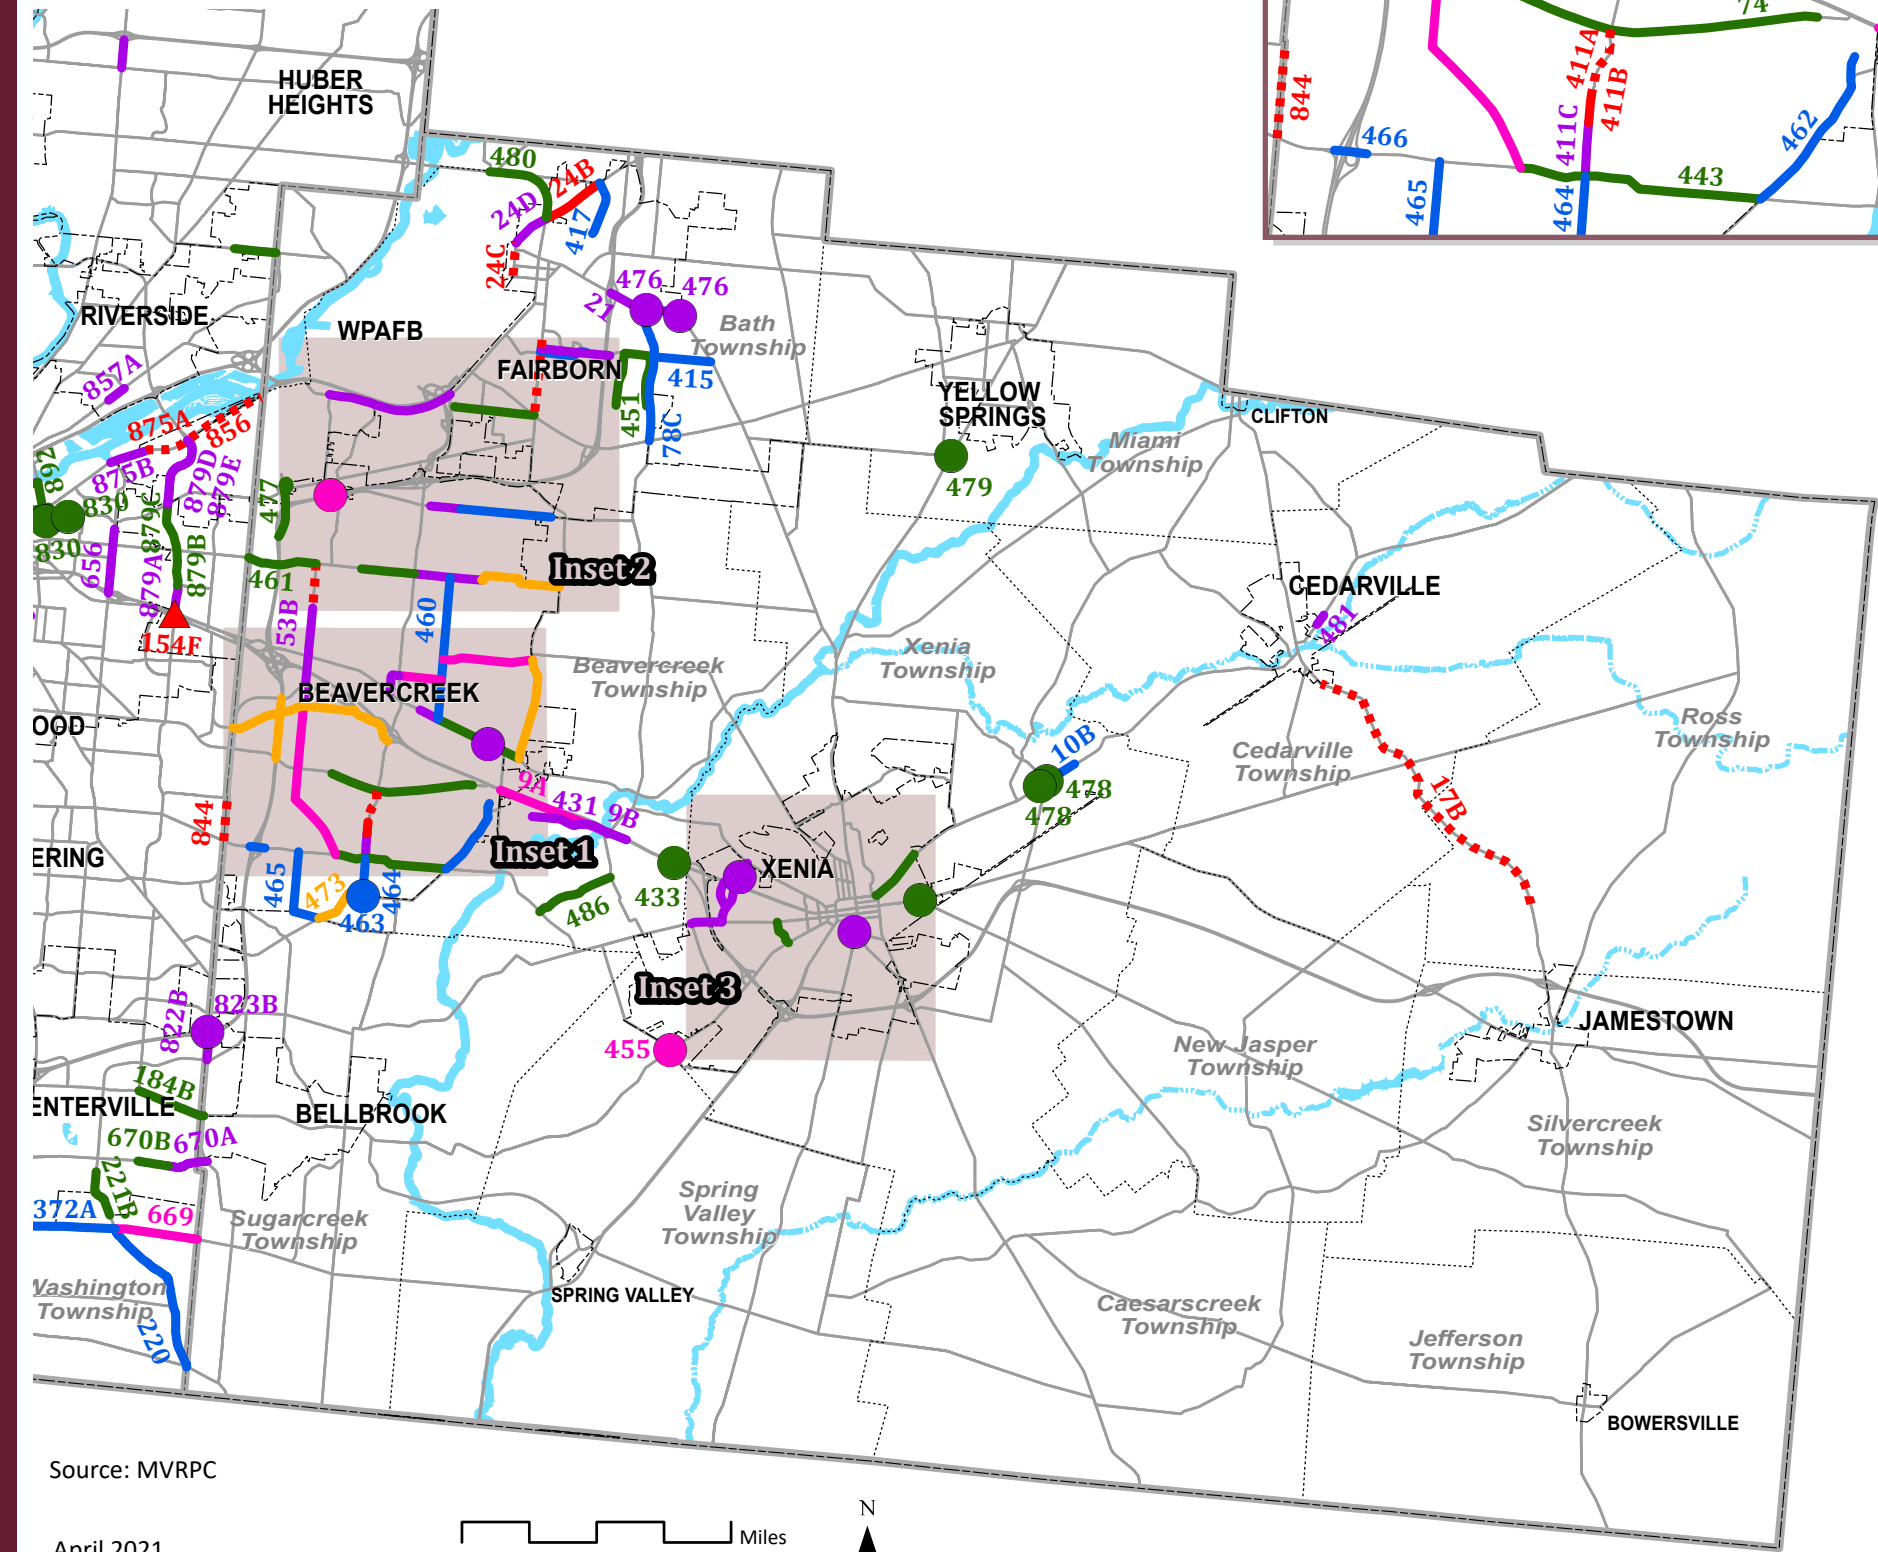 74
411A
411B
844
411C
462
466
465
464
443
HUBER
HEIGHTS
480
24B
24D
417
24C
476
476
21
RIVERSIDE
WPAFB
Bath
Township
FAIRBORN
857A
415
451
78C
YELLOW
SPRINGS
CLIFTON
875A
856
Miami
Township
892
875B
879D
879E
477
479
830
879C
830
656
879A
879B
461
Inset 2
CEDARVILLE
53B
460
481
154F
Beavercreek
Township
Xenia
Township
BEAVERCREEK
OOD
Ross
Township
10B
Cedarville
Township
9A
431
9B
478
478
17B
844
ERING
Inset 1
XENIA
465
473
464
463
486
433
Inset 3
822B
823B
JAMESTOWN
455
New Jasper
Township
184B
ENTERVILLE
BELLBROOK
Silvercreek
Township
670B
670A
221B
372A
669
Sugarcreek
Township
Spring
Valley
Township
Washington
Township
SPRING VALLEY
220
Caesarscreek
Township
Jefferson
Township
BOWERSVILLE
Source: MVRPC
N
Miles
April 2021